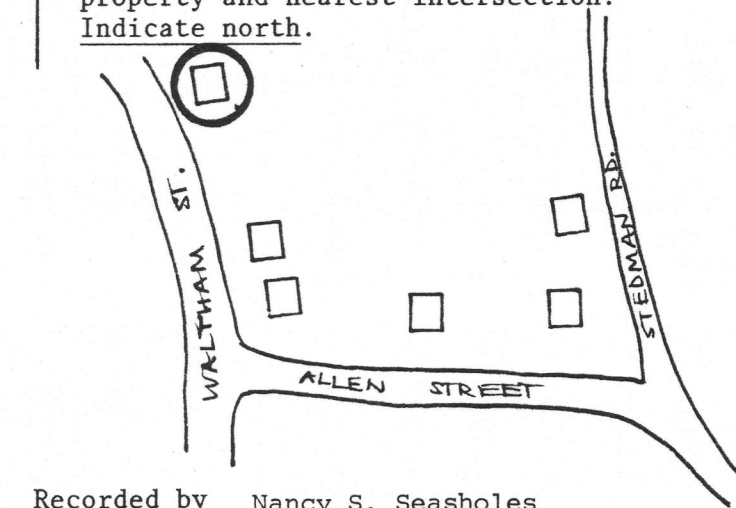 property and nearest intersection.
Indicate north.
WALTHAM ST.
STEDMAN RD.
ALLEN STREET
Recorded by Nancy S. Seasholes